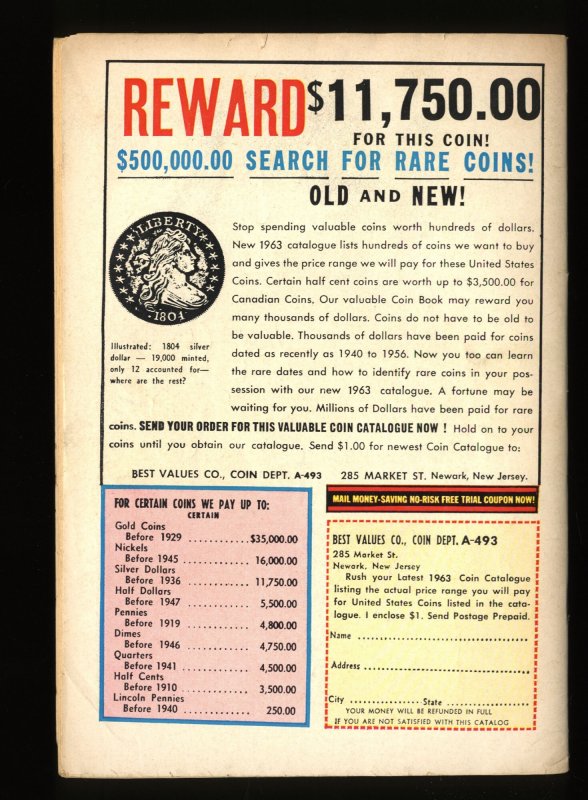 REWARD $11,750.00
FOR THIS COIN!
$500,000.00 SEARCH FOR RARE COINS!
OLD AND NEW!
LIBERTY
1804
Illustrated: 1804 silver
dollar — 19,000 minted,
only 12 accounted for—
where are the rest?
Stop spending valuable coins worth hundreds of dollars.
New 1963 catalogue lists hundreds of coins we want to buy
and gives the price range we will pay for these United States
Coins. Certain half cent coins are worth up to $3,500.00 for
Canadian Coins. Our valuable Coin Book may reward you
many thousands of dollars. Coins do not have to be old to
be valuable. Thousands of dollars have been paid for coins
dated as recently as 1940 to 1956. Now you too can learn
the rare dates and how to identify rare coins in your pos-
session with our new 1963 catalogue. A fortune may be
waiting for you. Millions of Dollars have been paid for rare
coins. SEND YOUR ORDER FOR THIS VALUABLE COIN CATALOGUE NOW ! Hold on to your
coins until you obtain our catalogue. Send $1.00 for newest Coin Catalogue to:
BEST VALUES CO., COIN DEPT. A-493 285 MARKET ST. Newark, New Jersey.
FOR CERTAIN COINS WE PAY UP TO:
CERTAIN
Gold Coins
Before 1929 ............ $35,000.00
Nickels
Before 1945 ............ 16,000.00
Silver Dollars
Before 1936 ............ 11,750.00
Half Dollars
Before 1947 ............ 5,500.00
Pennies
Before 1919 ............ 4,800.00
Dimes
Before 1946 ............ 4,750.00
Quarters
Before 1941 ............ 4,500.00
Half Cents
Before 1910 ............ 3,500.00
Lincoln Pennies
Before 1940 ............ 250.00
MAIL MONEY-SAVING NO-RISK FREE TRIAL COUPON NOW!
BEST VALUES CO., COIN DEPT. A-493
285 Market St.
Newark, New Jersey
Rush your Latest 1963 Coin Catalogue
listing the actual price range you will pay
for United States Coins listed in the cata-
logue. I enclose $1. Send Postage Prepaid.
Name ....................................
Address ....................................
City ................ State ....................
YOUR MONEY WILL BE REFUNDED IN FULL
IF YOU ARE NOT SATISFIED WITH THIS CATALOG